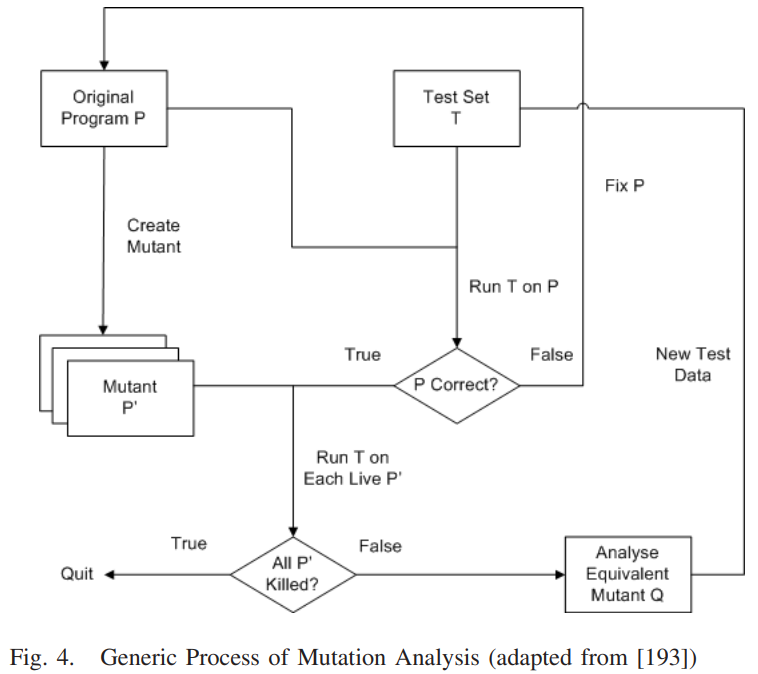 Original
Program P
Test Set
T
Fix P
Create
Mutant
Run T on P
True
False
New Test
Data
P Correct?
Mutant
P'
Run T on
Each Live P'
True
False
Quit
All P'
Killed?
Analyse
Equivalent
Mutant Q
Fig. 4. Generic Process of Mutation Analysis (adapted from [193])